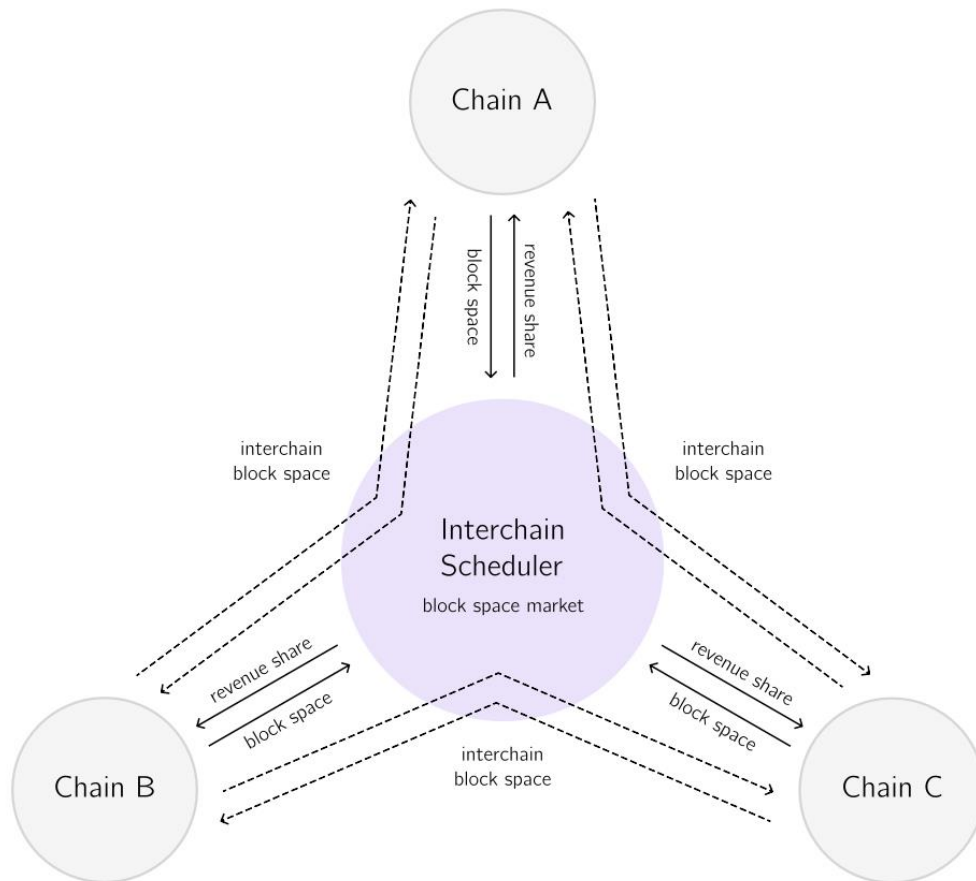 Chain A
block space
revenue share
interchain
block space
interchain
block space
Interchain
Scheduler
block space market
revenue share
block space
revenue share
block space
interchain
block space
Chain B
Chain C